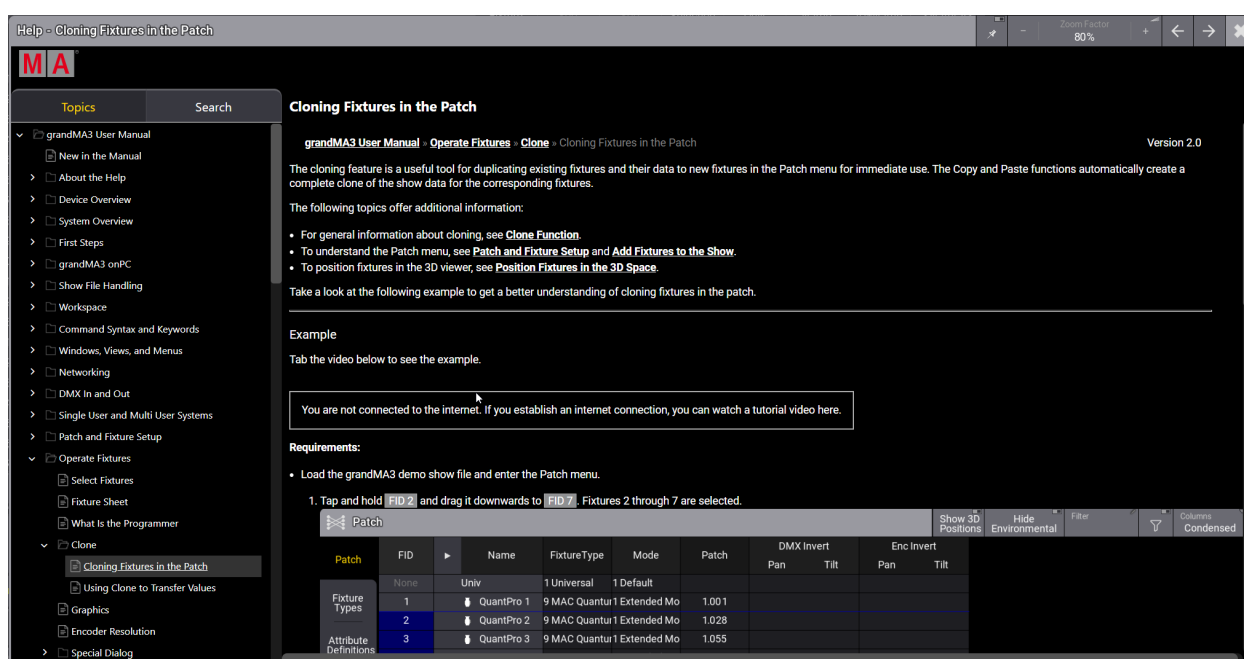 Help - Cloning Fixtures in the Patch
Zoom Factor
- 80% +
MA
Topics Search
grandMA3 User Manual
New in the Manual
About the Help
Device Overview
System Overview
First Steps
grandMA3 onPC
Show File Handling
Workspace
Command Syntax and Keywords
Windows, Views, and Menus
Networking
DMX In and Out
Single User and Multi User Systems
Patch and Fixture Setup
Operate Fixtures
Select Fixtures
Fixture Sheet
What Is the Programmer
Clone
Cloning Fixtures in the Patch
Using Clone to Transfer Values
Graphics
Encoder Resolution
Special Dialog
Cloning Fixtures in the Patch
grandMA3 User Manual » Operate Fixtures » Clone » Cloning Fixtures in the Patch Version 2.0
The cloning feature is a useful tool for duplicating existing fixtures and their data to new fixtures in the Patch menu for immediate use. The Copy and Paste functions automatically create a
complete clone of the show data for the corresponding fixtures.
The following topics offer additional information:
• For general information about cloning, see Clone Function.
• To understand the Patch menu, see Patch and Fixture Setup and Add Fixtures to the Show.
• To position fixtures in the 3D viewer, see Position Fixtures in the 3D Space.
Take a look at the following example to get a better understanding of cloning fixtures in the patch.
Example
Tab the video below to see the example.
You are not connected to the internet. If you establish an internet connection, you can watch a tutorial video here.
Requirements:
• Load the grandMA3 demo show file and enter the Patch menu.
1. Tap and hold FID 2 and drag it downwards to FID 7 . Fixtures 2 through 7 are selected.
Patch
Show 3D Positions
Hide Environmental
Filter
Columns
Condensed
Patch
Fixture Types
Attribute Definitions
FID Name FixtureType Mode Patch DMX Invert Enc Invert
Pan Tilt Pan Tilt
None Univ 1 Universal 1 Default
1 QuantPro 1 9 MAC Quantur 1 Extended Mo 1.001
2 QuantPro 2 9 MAC Quantur 1 Extended Mo 1.028
3 QuantPro 3 9 MAC Quantur 1 Extended Mo 1.055